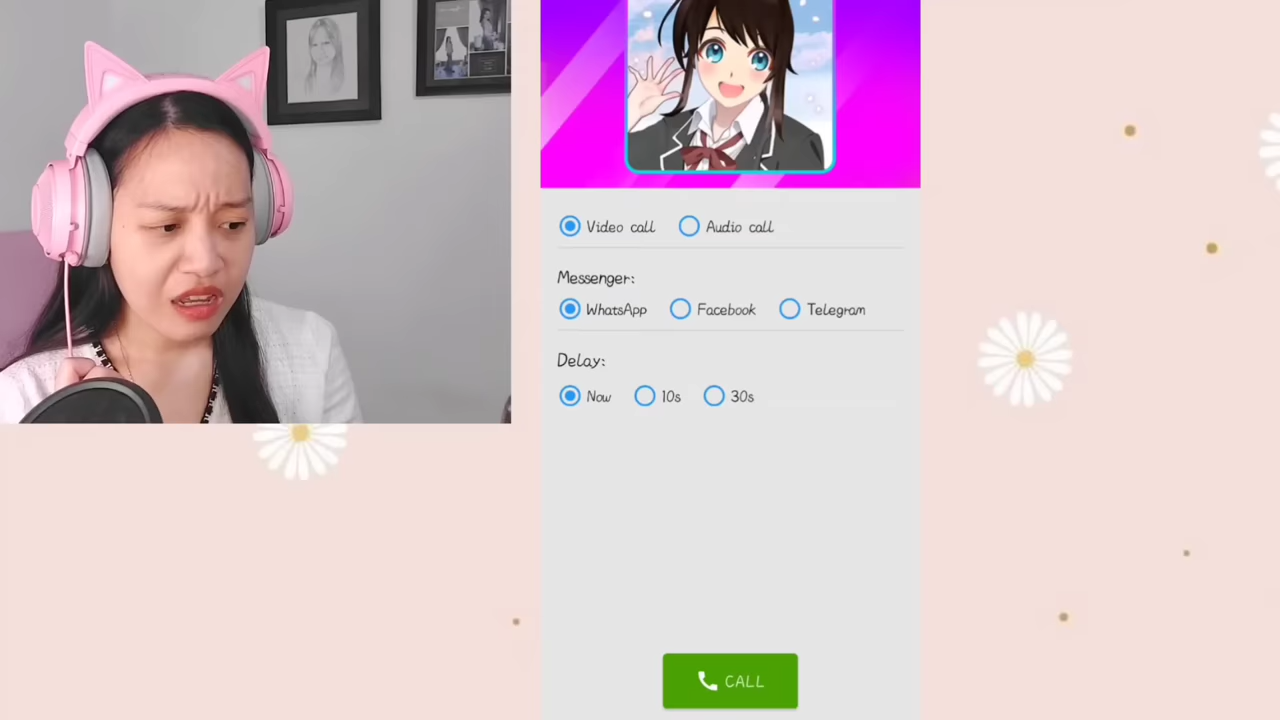 Video call Audio call
Messenger:
WhatsApp Facebook Telegram
Delay:
Now 10s 30s
CALL